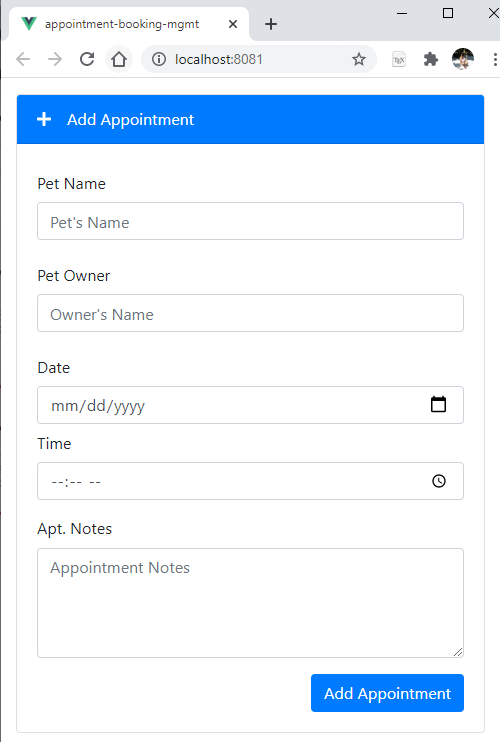 appointment-booking-mgmt
localhost:8081
Add Appointment
Pet Name
Pet's Name
Pet Owner
Owner's Name
Date
mm/dd/yyyy
Time
--:-- --
Apt. Notes
Appointment Notes
Add Appointment